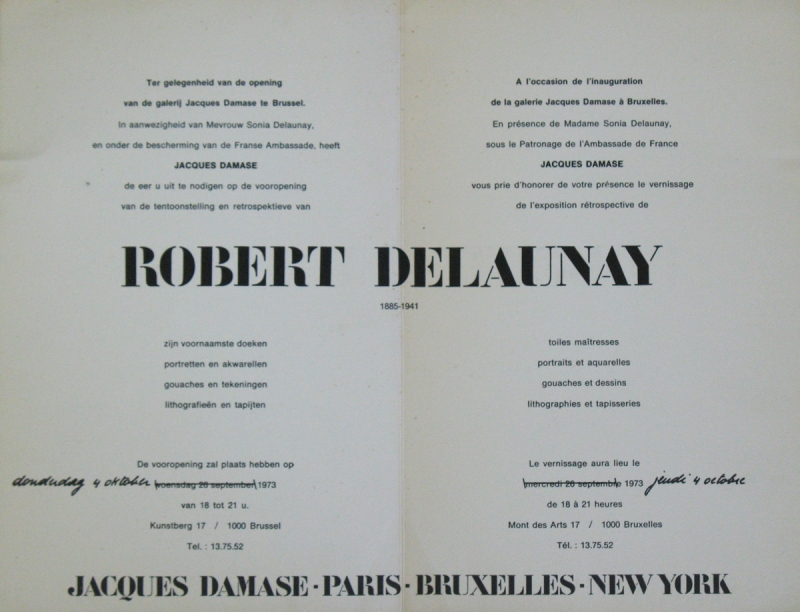 Ter gelegenheid van de opening
van de galerij Jacques Damase te Brussel.
In aanwezigheid van Mevrouw Sonia Delaunay,
en onder de bescherming van de Franse Ambassade, heeft
JACQUES DAMASE
de eer u uit te nodigen op de vooropening
van de tentoonstelling en retrospektieve van
A l'occasion de l'inauguration
de la galerie Jacques Damase à Bruxelles.
En présence de Madame Sonia Delaunay,
sous le Patronage de l'Ambassade de France
JACQUES DAMASE
vous prie d'honorer de votre présence le vernissage
de l'exposition rétrospective de
ROBERT DELAUNAY
1885-1941
zijn voornaamste doeken
portretten en akwarellen
gouaches en tekeningen
lithografieën en tapijten
toiles maîtresses
portraits et aquarelles
gouaches et dessins
lithographies et tapisseries
De vooropening zal plaats hebben op
donderdag 4 oktober woensdag 26 september 1973
van 18 tot 21 u.
Kunstberg 17 / 1000 Brussel
Tel. : 13.75.52
Le vernissage aura lieu le
mercredi 26 septembre 1973 jeudi 4 octobre
de 18 à 21 heures
Mont des Arts 17 / 1000 Bruxelles
Tél. : 13.75.52
JACQUES DAMASE · PARIS · BRUXELLES · NEW YORK